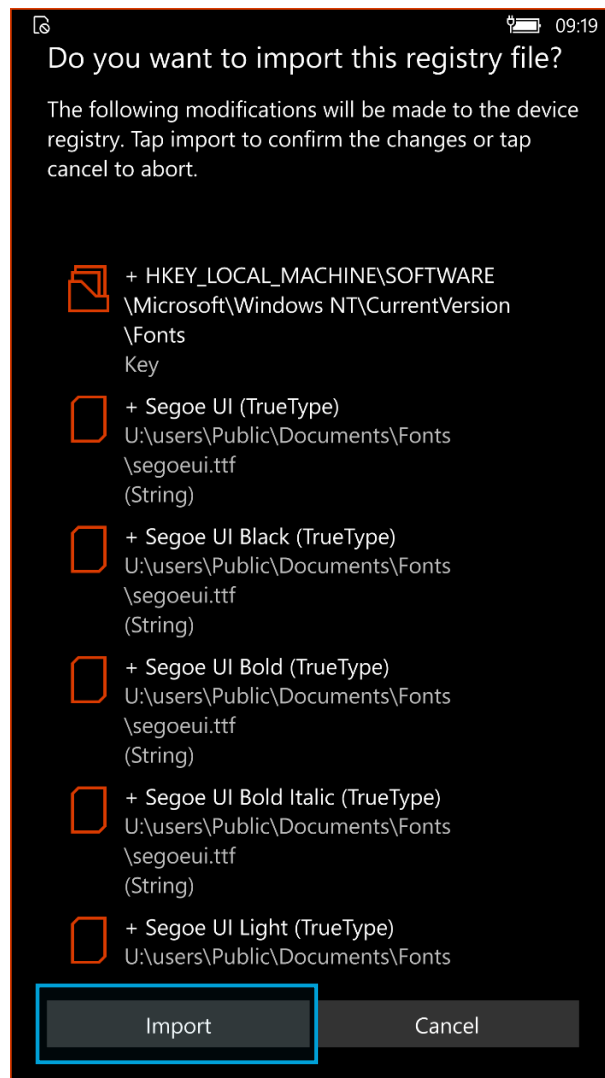 09:19
Do you want to import this registry file?
The following modifications will be made to the device
registry. Tap import to confirm the changes or tap
cancel to abort.
+ HKEY_LOCAL_MACHINE\SOFTWARE
\Microsoft\Windows NT\CurrentVersion
\Fonts
Key
+ Segoe UI (TrueType)
U:\users\Public\Documents\Fonts
\segoeui.ttf
(String)
+ Segoe UI Black (TrueType)
U:\users\Public\Documents\Fonts
\segoeui.ttf
(String)
+ Segoe UI Bold (TrueType)
U:\users\Public\Documents\Fonts
\segoeui.ttf
(String)
+ Segoe UI Bold Italic (TrueType)
U:\users\Public\Documents\Fonts
\segoeui.ttf
(String)
+ Segoe UI Light (TrueType)
U:\users\Public\Documents\Fonts
Import Cancel